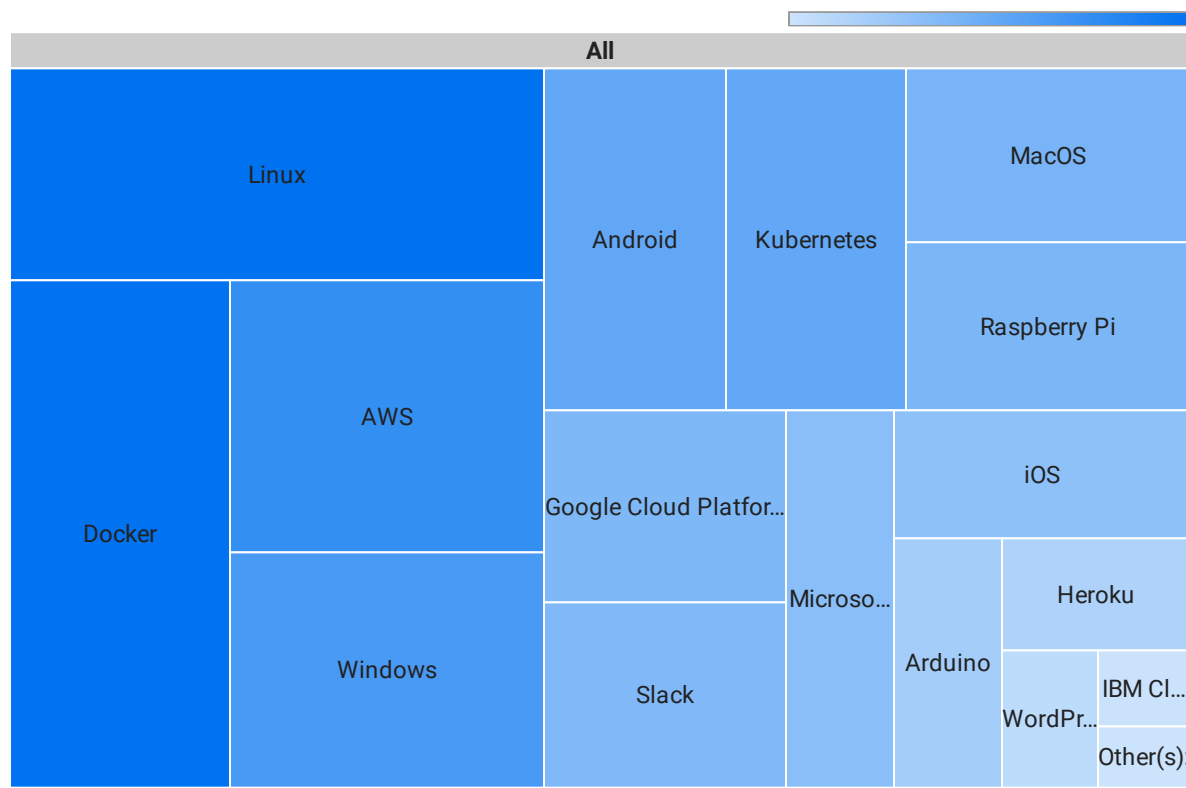 All
Linux
Android
Kubernetes
MacOS
Raspberry Pi
AWS
Docker
Windows
Google Cloud Platfor...
Slack
Microso...
iOS
Arduino
Heroku
WordPr...
IBM Cl...
Other(s):